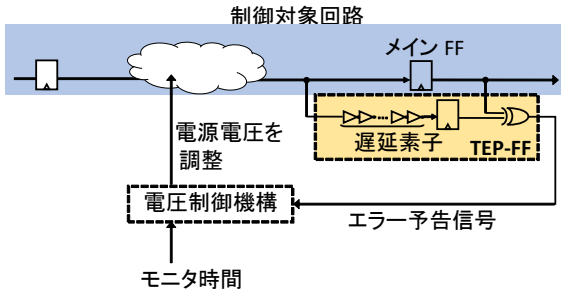 制御対象回路
メイン FF
電源電圧を
調整
遅延素子
TEP-FF
電圧制御機構
エラー予告信号
モニタ時間